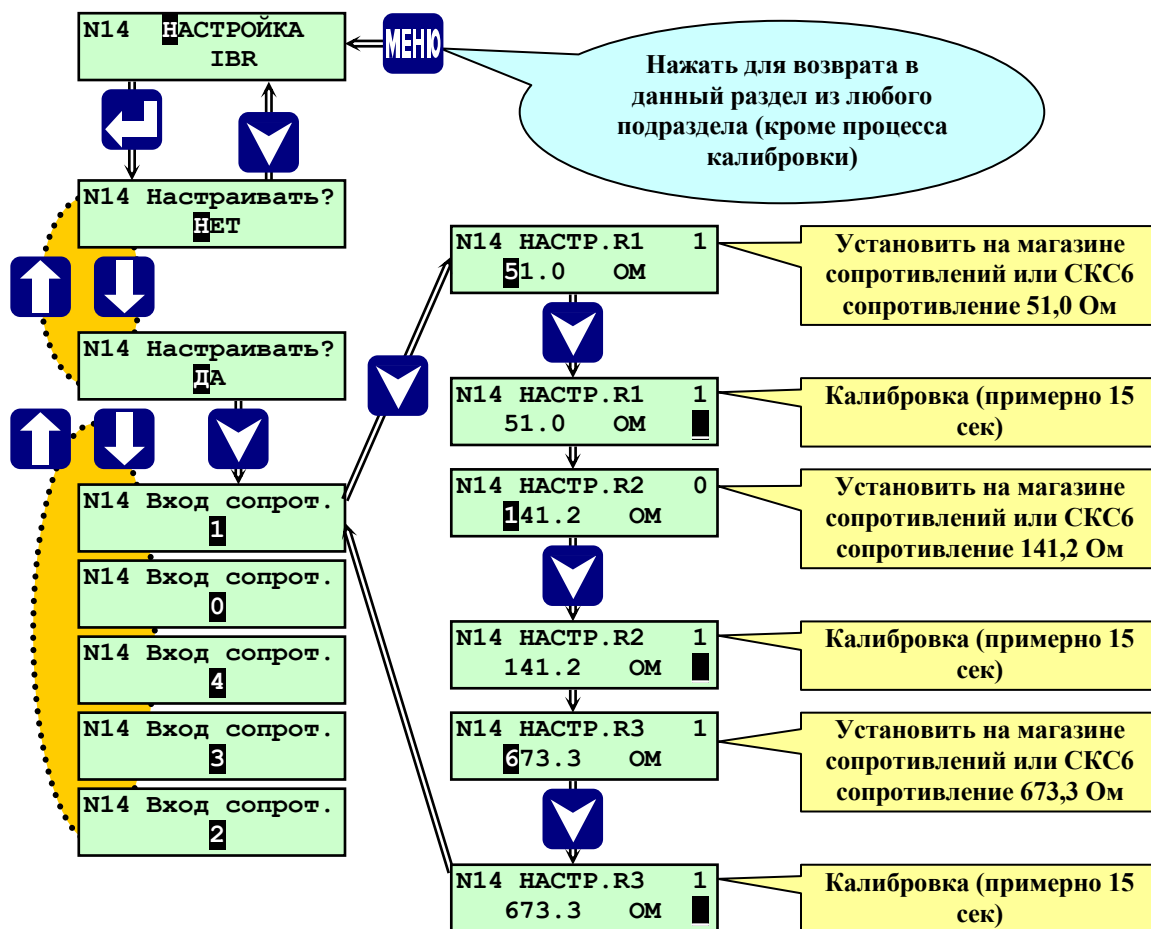 N14 НАСТРОЙКА
IBR
МЕНЮ
Нажать для возврата в
данный раздел из любого
подраздела (кроме процесса
калибровки)
N14 Настраивать?
НЕТ
N14 Настраивать?
ДА
N14 Вход сопрот.
1
N14 Вход сопрот.
0
N14 Вход сопрот.
4
N14 Вход сопрот.
3
N14 Вход сопрот.
2
N14 НАСТР.R1 1
51.0 ОМ
Установить на магазине
сопротивлений или СКС6
сопротивление 51,0 Ом
N14 НАСТР.R1 1
51.0 ОМ
Калибровка (примерно 15
сек)
N14 НАСТР.R2 0
141.2 ОМ
Установить на магазине
сопротивлений или СКС6
сопротивление 141,2 Ом
N14 НАСТР.R2 1
141.2 ОМ
Калибровка (примерно 15
сек)
N14 НАСТР.R3 1
673.3 ОМ
Установить на магазине
сопротивлений или СКС6
сопротивление 673,3 Ом
N14 НАСТР.R3 1
673.3 ОМ
Калибровка (примерно 15
сек)